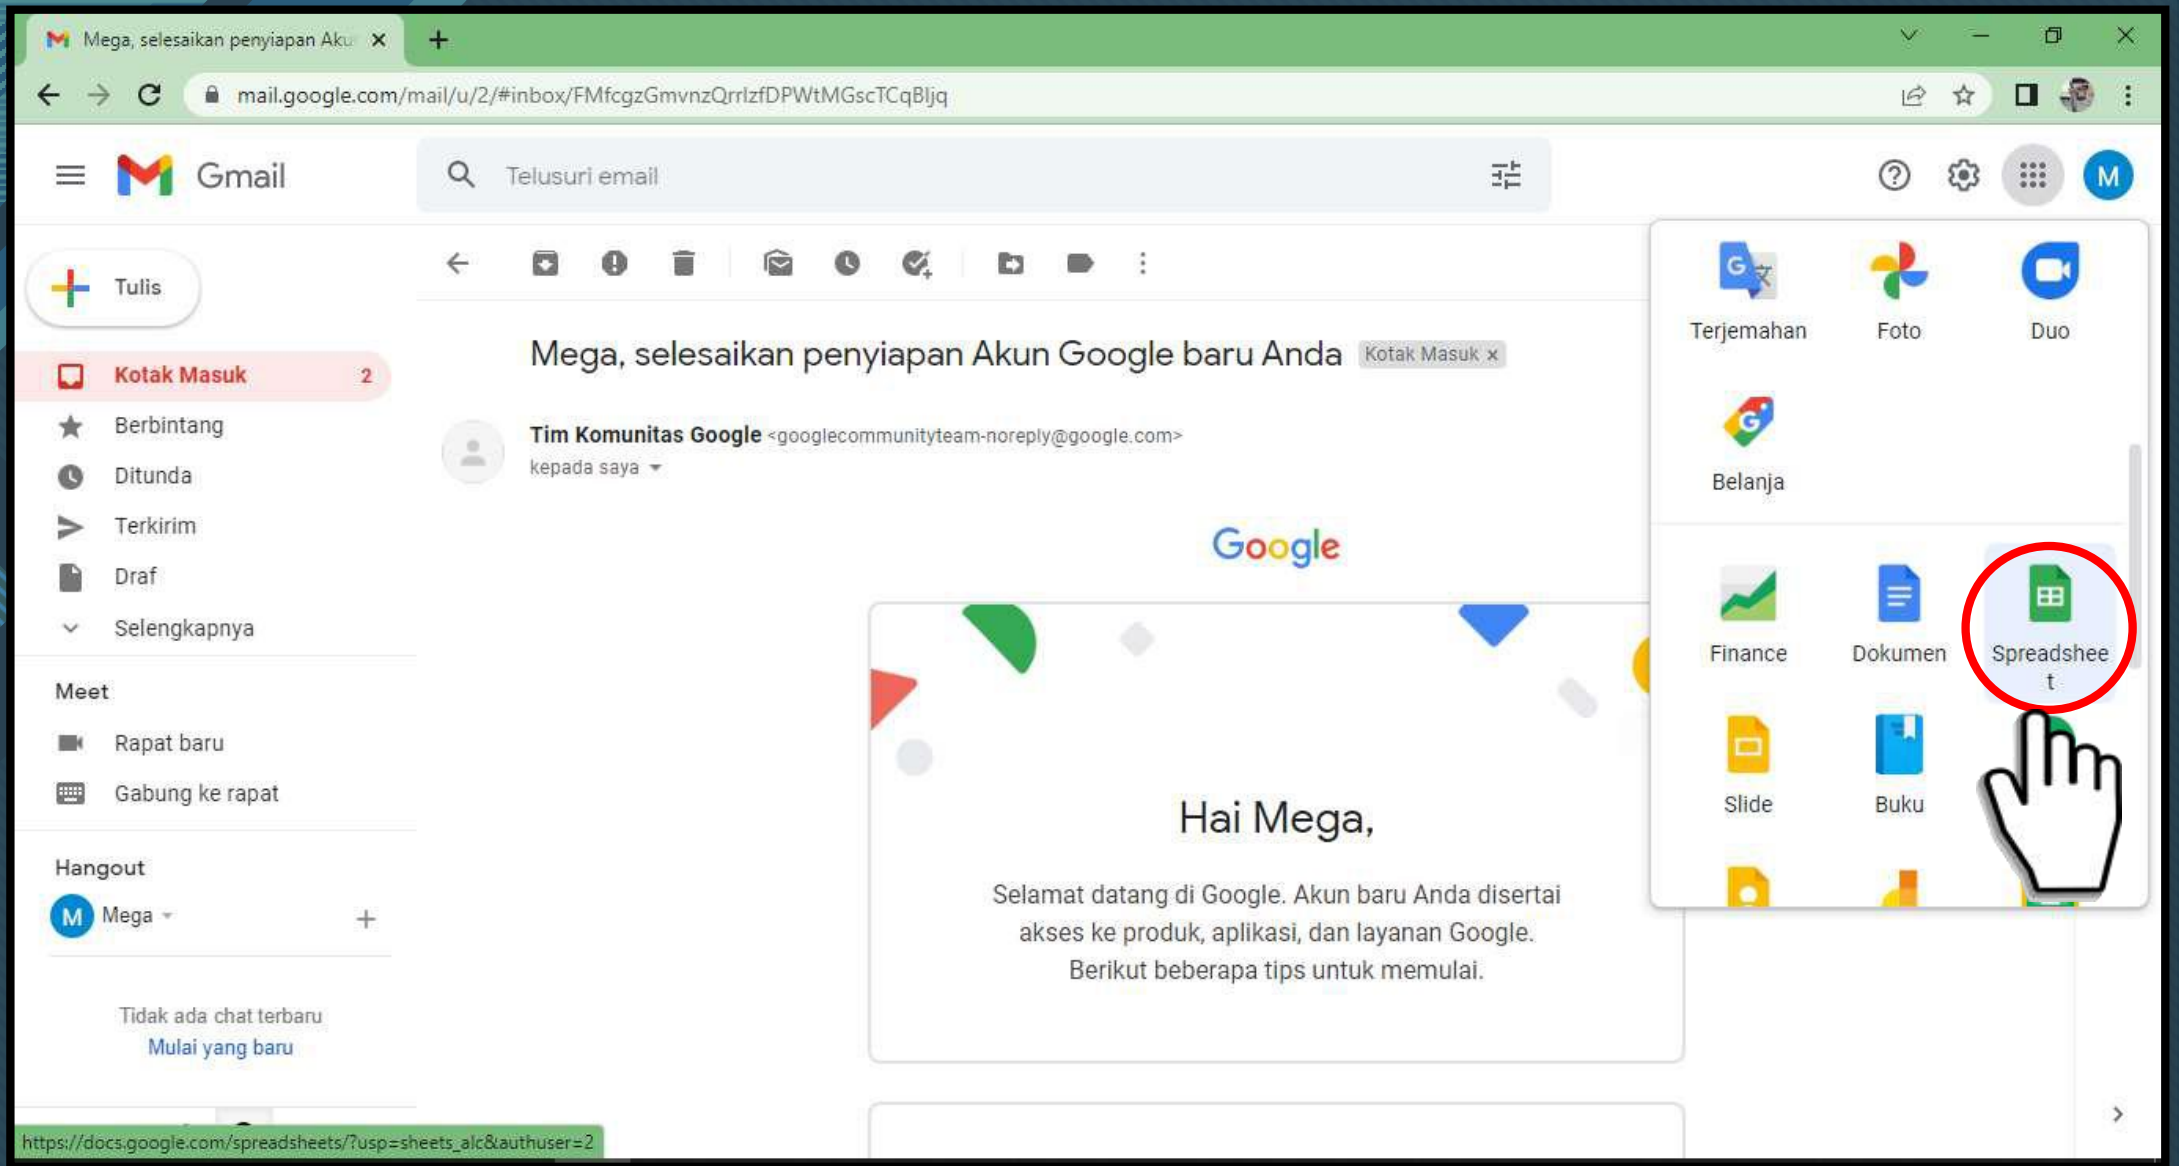 Mega, selesaikan penyiapan Aku
mail.google.com/mail/u/2/#inbox/FMfcgzGmvnzQrrIzfDPWtMGscTCqBljq
Gmail
Telusuri email
M
Tulis
Kotak Masuk 2
Berbintang
Ditunda
Terkirim
Draf
Selengkapnya
Meet
Rapat baru
Gabung ke rapat
Hangout
M Mega
Tidak ada chat terbaru
Mulai yang baru
Mega, selesaikan penyiapan Akun Google baru Anda Kotak Masuk x
Tim Komunitas Google <googlecommunityteam-noreply@google.com>
kepada saya
Google
Hai Mega,
Selamat datang di Google. Akun baru Anda disertai
akses ke produk, aplikasi, dan layanan Google.
Berikut beberapa tips untuk memulai.
Terjemahan Foto Duo
Belanja
Finance Dokumen Spreadshee
t
Slide Buku
https://docs.google.com/spreadsheets/?usp=sheets_alc&authuser=2